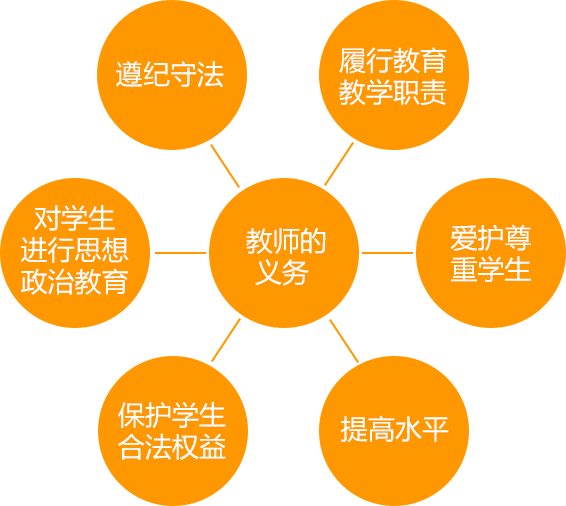 遵纪守法
履行教育
教学职责
对学生
进行思想
政治教育
教师的
义务
爱护尊
重学生
保护学生
合法权益
提高水平